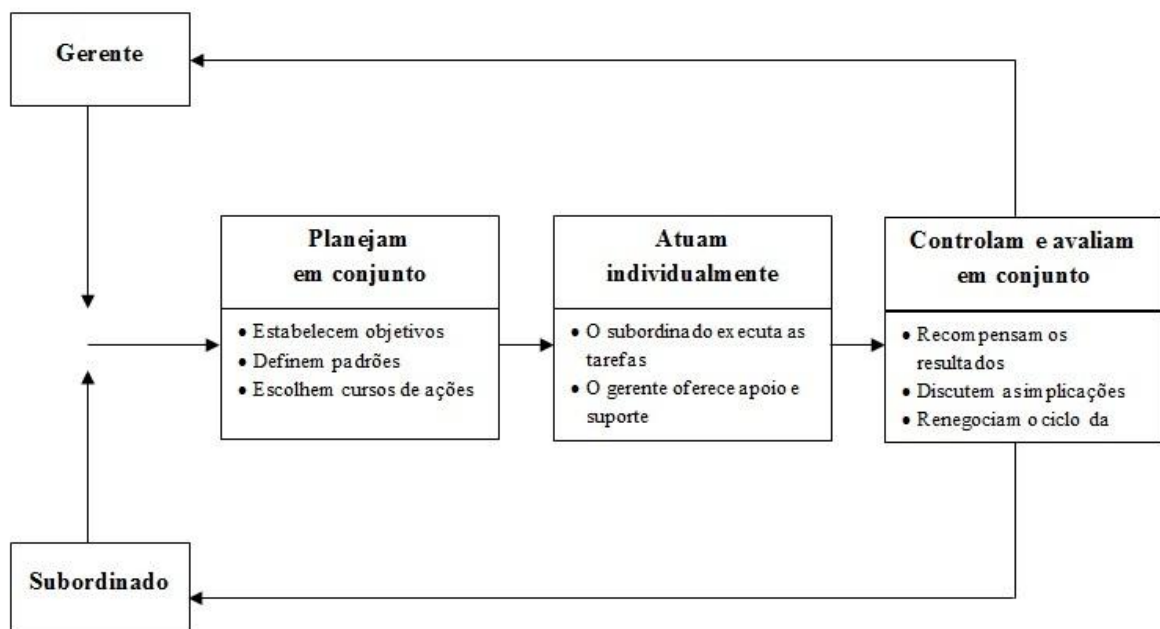 Gerente
Planejam
em conjunto
• Estabelecem objetivos
• Definem padrões
• Escolhem cursos de ações
Atuam
individualmente
• O subordinado executa as
tarefas
• O gerente oferece apoio e
suporte
Controlam e avaliam
em conjunto
• Recompensam os
resultados
• Discutem as implicações
• Renegociam o ciclo da
Subordinado